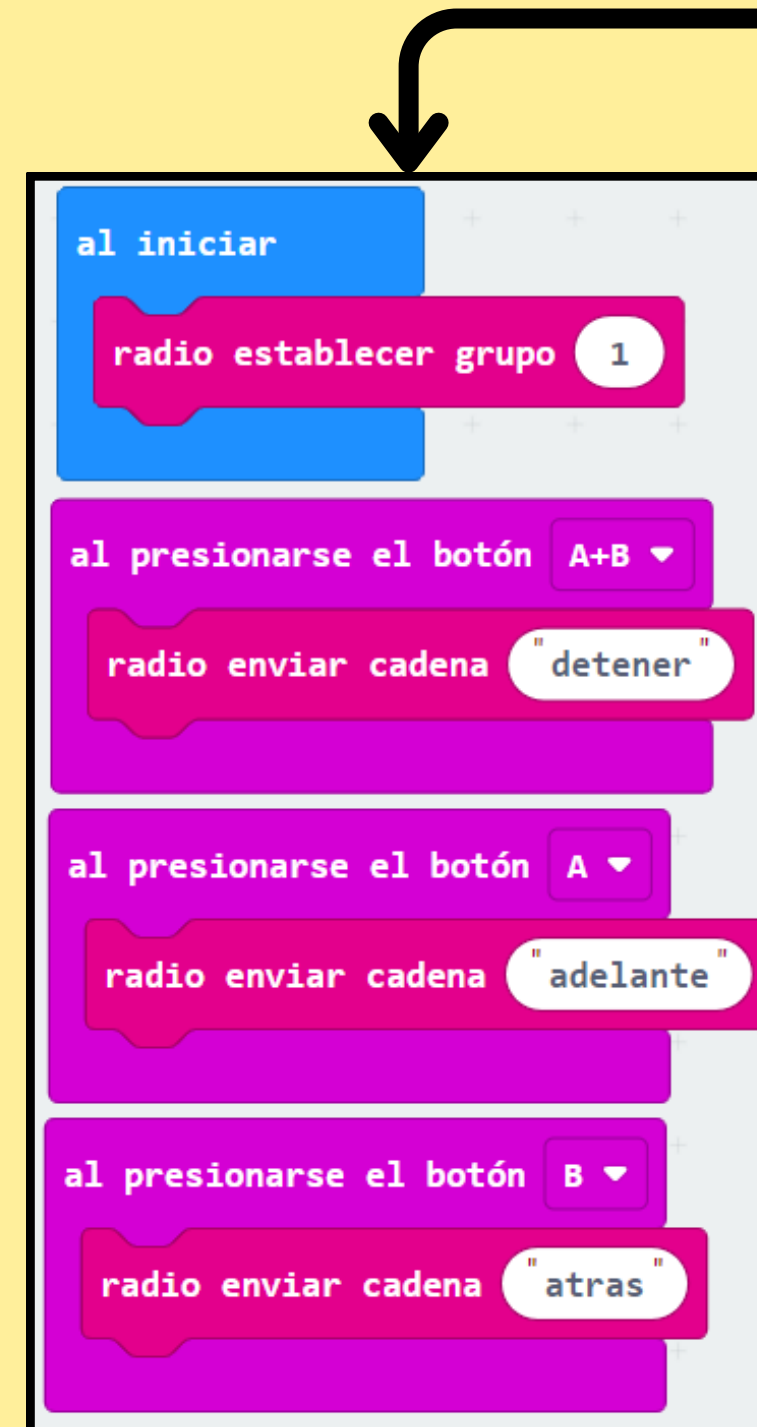 al iniciar
radio establecer grupo 1
al presionarse el botón A+B
radio enviar cadena "detener"
al presionarse el botón A
radio enviar cadena "adelante"
al presionarse el botón B
radio enviar cadena "atras"